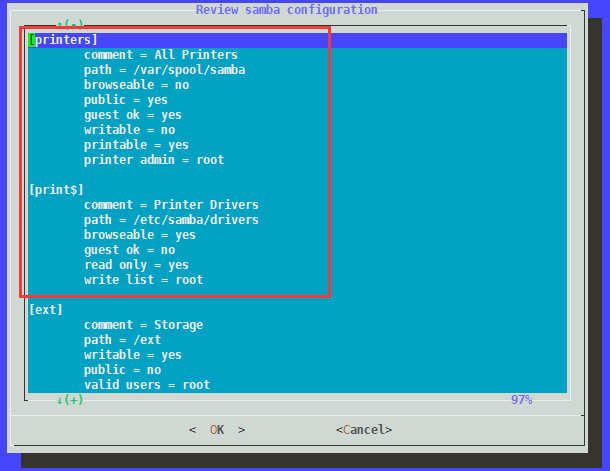 Review samba configuration
↑(-)
[printers]
comment = All Printers
path = /var/spool/samba
browseable = no
public = yes
guest ok = yes
writable = no
printable = yes
printer admin = root
[print$]
comment = Printer Drivers
path = /etc/samba/drivers
browseable = yes
guest ok = no
read only = yes
write list = root
[ext]
comment = Storage
path = /ext
writable = yes
public = no
valid users = root
↓(+) 97%
< OK > <Cancel>